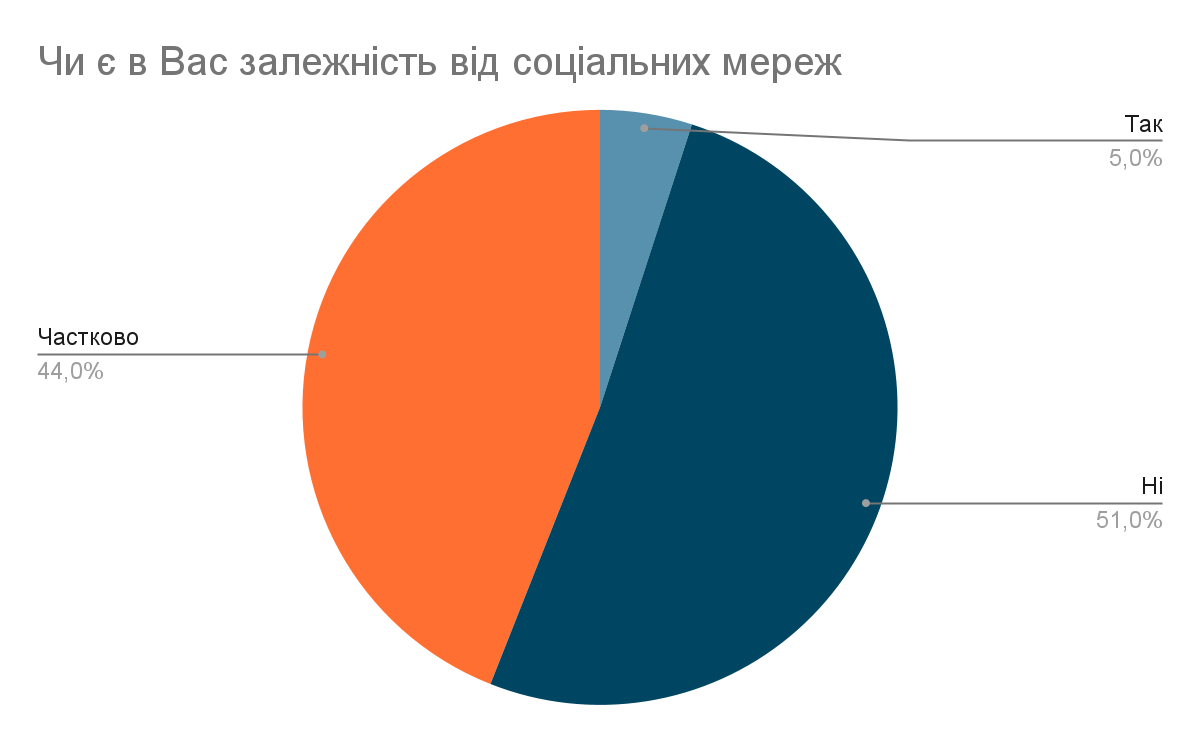 Чи є в Вас залежність від соціальних мереж
Так
5,0%
Частково
44,0%
Ні
51,0%